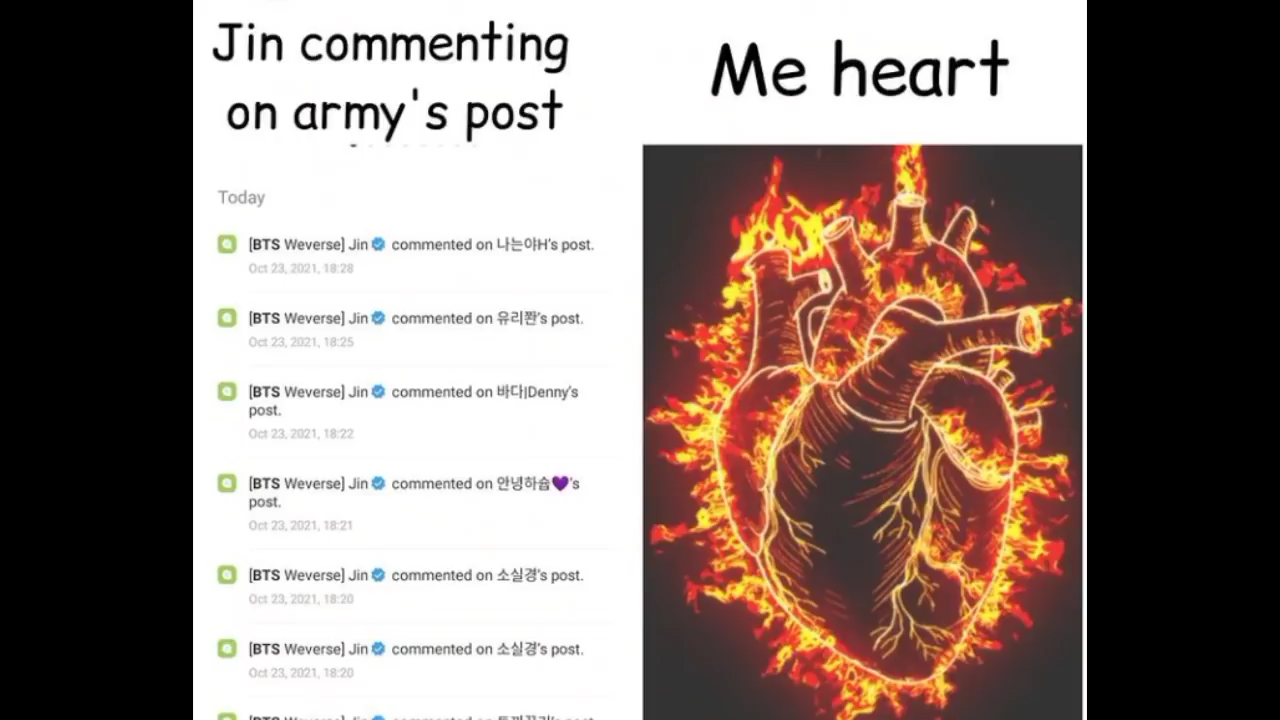 Jin commenting
on army's post
Me heart
Today
[BTS Weverse] Jin commented on 나는야H's post.
Oct 23, 2021, 18:28
[BTS Weverse] Jin commented on 유리짠's post.
Oct 23, 2021, 18:25
[BTS Weverse] Jin commented on 바다|Denny's
post.
Oct 23, 2021, 18:22
[BTS Weverse] Jin commented on 안녕하숩💜's
post.
Oct 23, 2021, 18:21
[BTS Weverse] Jin commented on 소실경's post.
Oct 23, 2021, 18:20
[BTS Weverse] Jin commented on 소실경's post.
Oct 23, 2021, 18:20